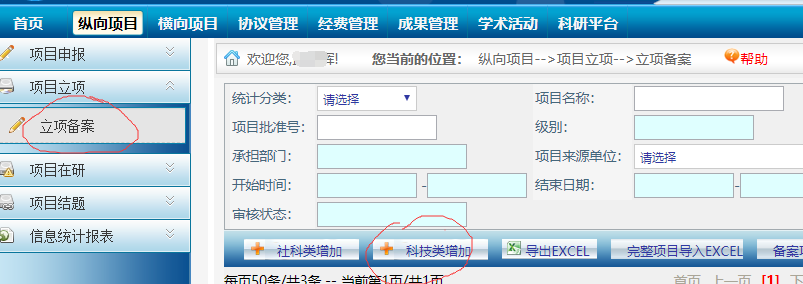 首页 纵向项目 横向项目 协议管理 经费管理 成果管理 学术活动 科研平台
项目申报
项目立项
立项备案
项目在研
项目结题
信息统计报表
欢迎您, !
您当前的位置: 纵向项目-->项目立项-->立项备案
帮助
统计分类: 请选择 项目名称:
项目批准号: 级别:
承担部门: 项目来源单位: 请选择
开始时间: - 结束日期: -
审核状态:
社科类增加 科技类增加 导出EXCEL 完整项目导入EXCEL 备案
每页50条/共3条 -- 当前第1页/共1页 首页 上一页 [1] 下